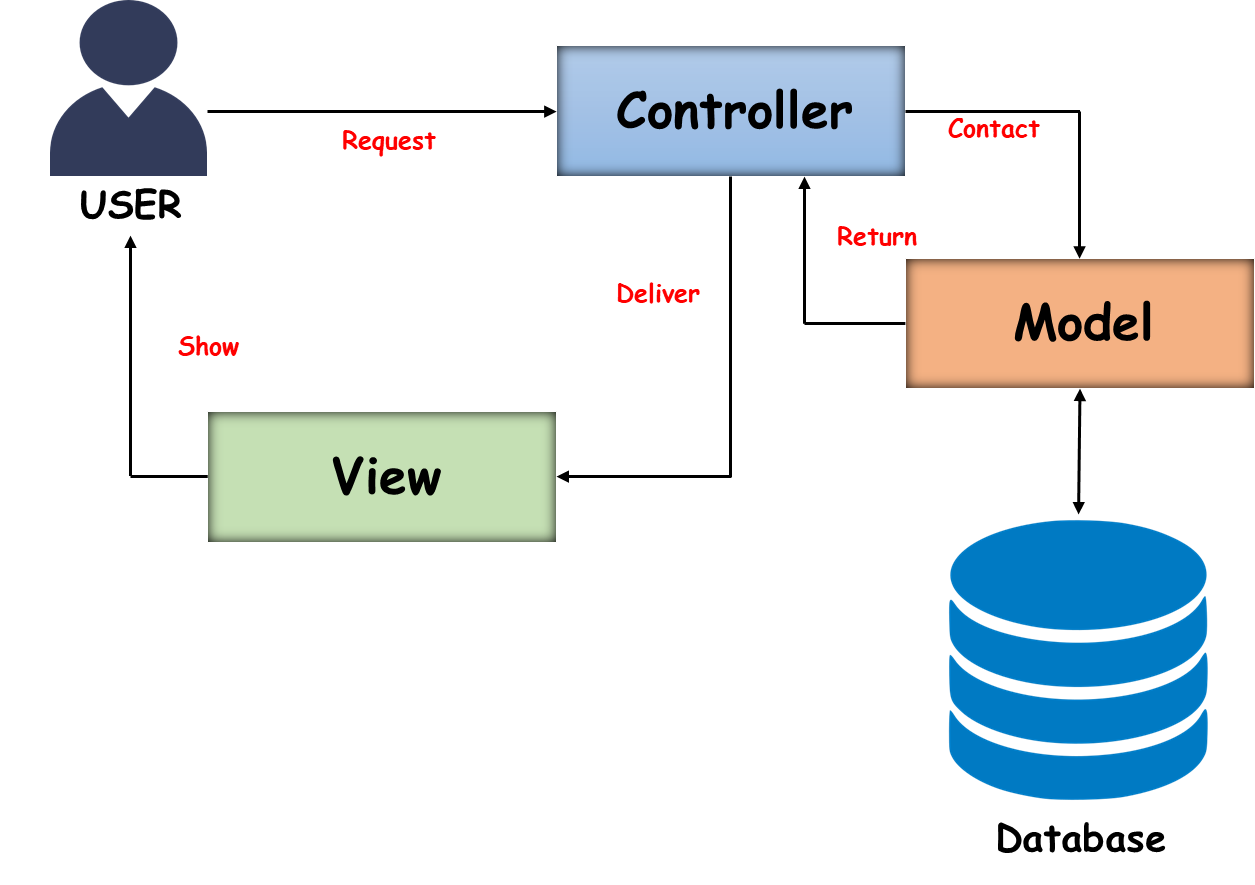 Controller
Contact
Request
USER
Return
Deliver
Model
Show
View
Database